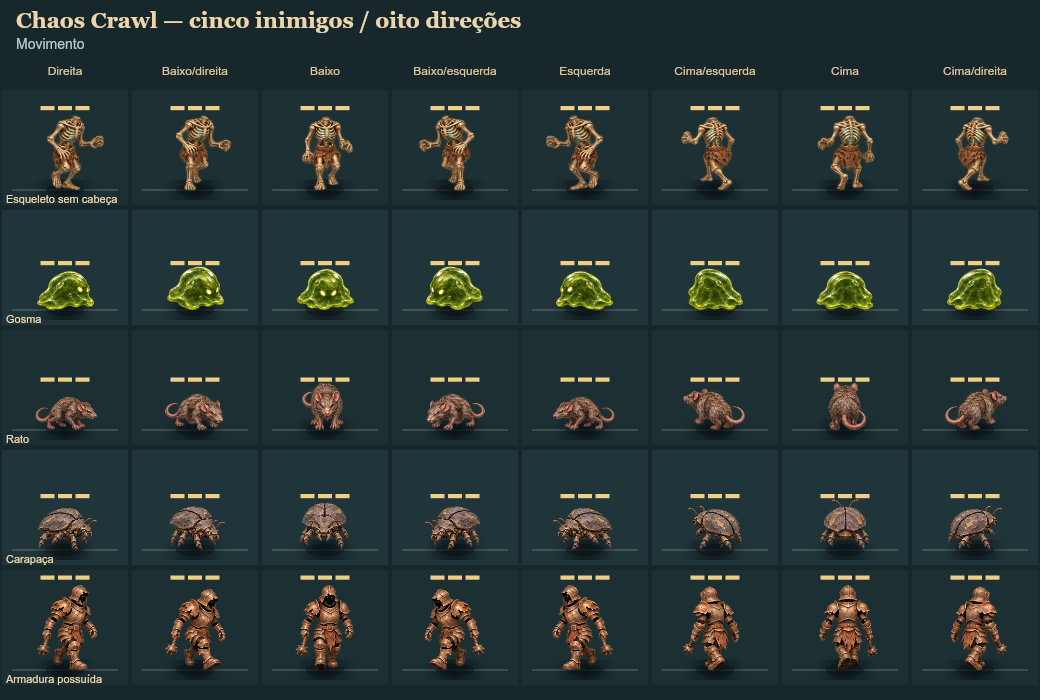 Chaos Crawl — cinco inimigos / oito direções
Movimento
Direita Baixo/direita Baixo Baixo/esquerda Esquerda Cima/esquerda Cima Cima/direita
Esqueleto sem cabeça
Gosma
Rato
Carapaça
Armadura possuída